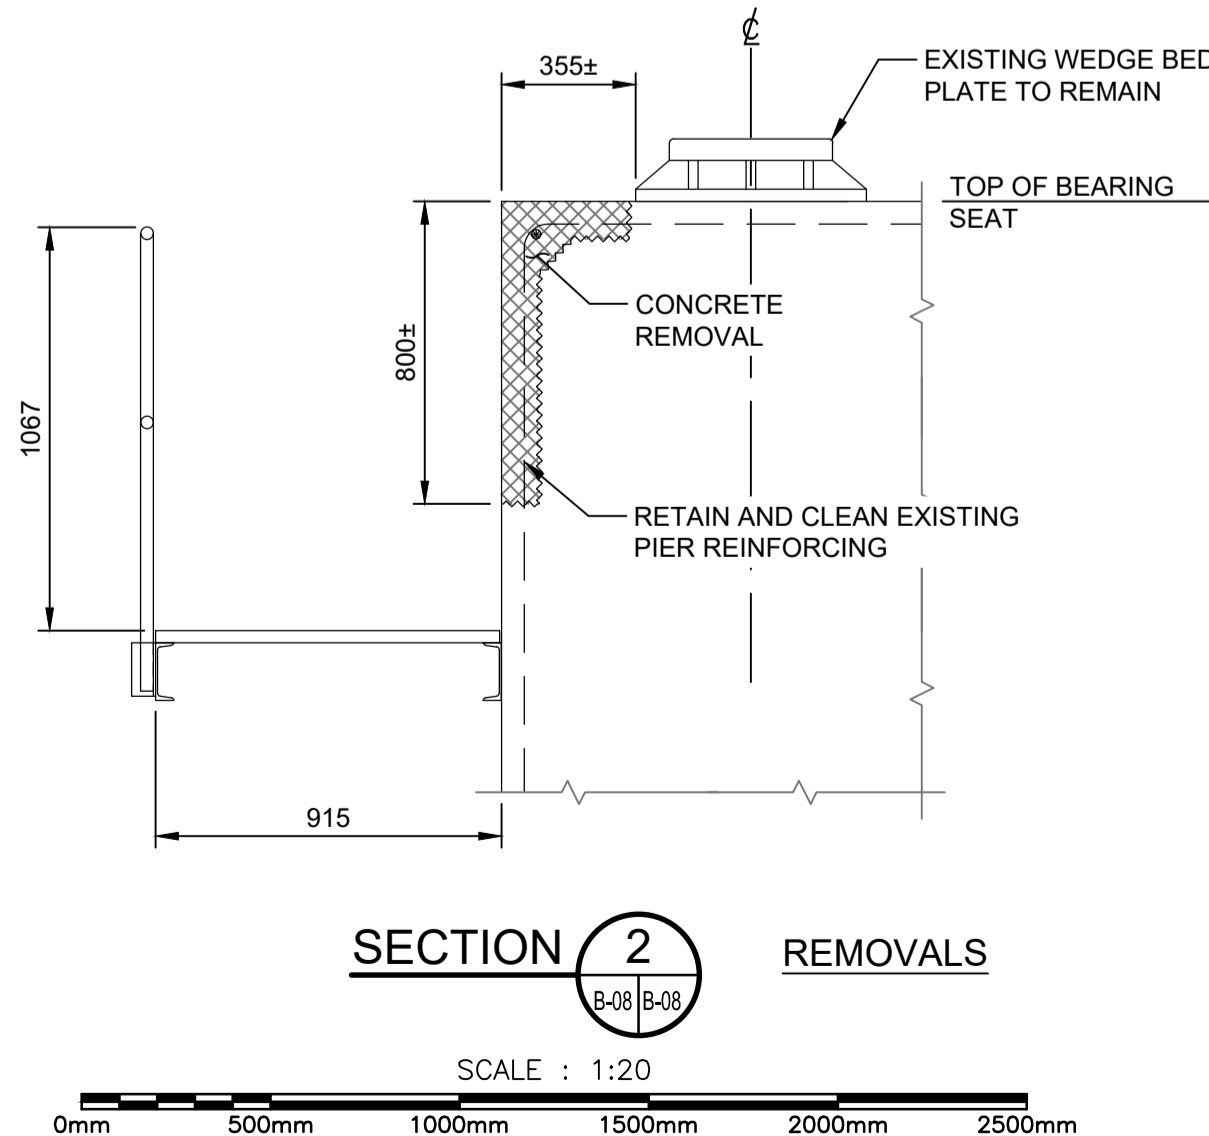 ℄
355±
EXISTING WEDGE BED
PLATE TO REMAIN
TOP OF BEARING
SEAT
CONCRETE
REMOVAL
800±
1067
RETAIN AND CLEAN EXISTING
PIER REINFORCING
915
SECTION 2 REMOVALS
B-08 B-08
SCALE : 1:20
0mm 500mm 1000mm 1500mm 2000mm 2500mm